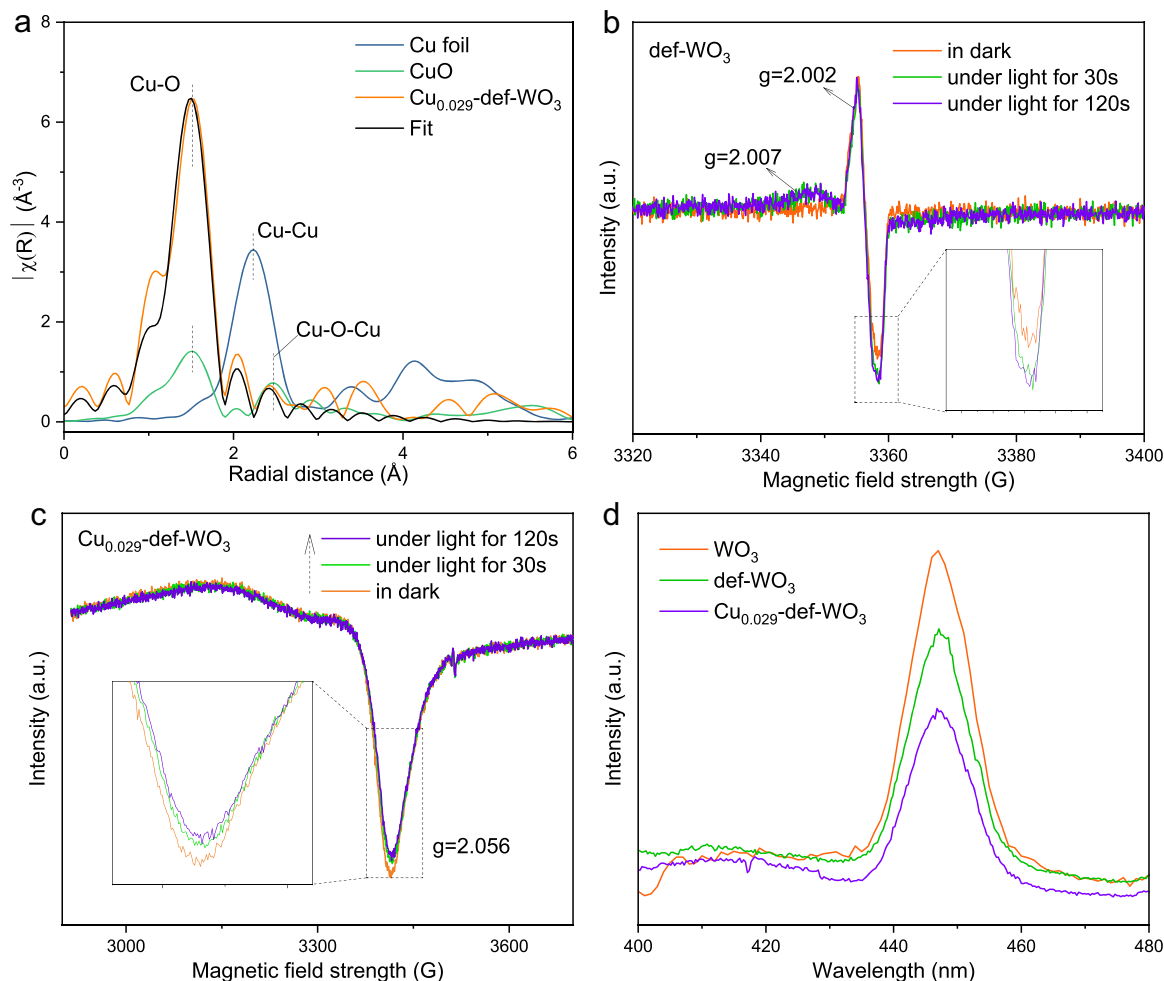 a
8
6
4
2
0
|χ(R)| (Å⁻³)
0 2 4 6
Radial distance (Å)
Cu-O
Cu-Cu
Cu-O-Cu
Cu foil
CuO
Cu₀.₀₂₉-def-WO₃
Fit
b
def-WO₃
g=2.002
g=2.007
in dark
under light for 30s
under light for 120s
Intensity (a.u.)
3320 3340 3360 3380 3400
Magnetic field strength (G)
c
Cu₀.₀₂₉-def-WO₃
under light for 120s
under light for 30s
in dark
g=2.056
Intensity (a.u.)
3000 3300 3600
Magnetic field strength (G)
d
WO₃
def-WO₃
Cu₀.₀₂₉-def-WO₃
Intensity (a.u.)
400 420 440 460 480
Wavelength (nm)